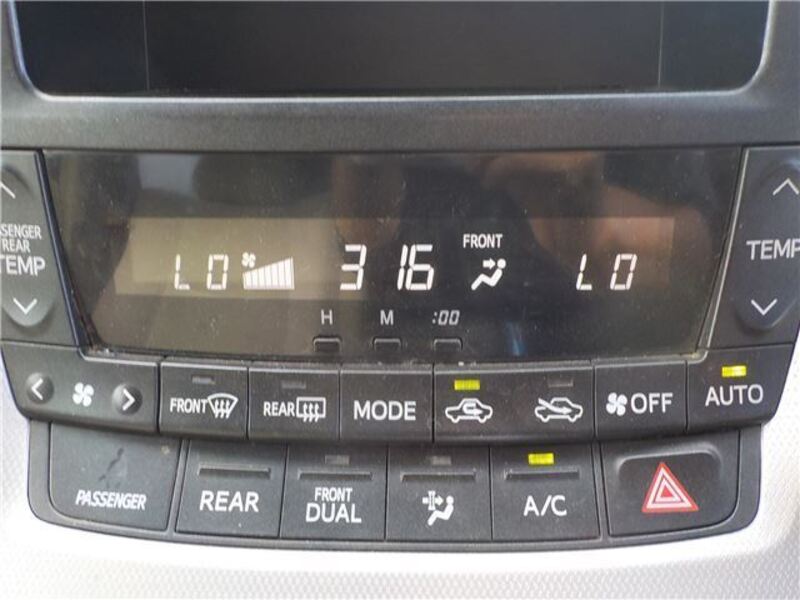 FRONT
LO 3 16 LO
H M :00
PASSENGER
REAR
TEMP
TEMP
FRONT REAR MODE OFF AUTO
PASSENGER REAR FRONT DUAL A/C